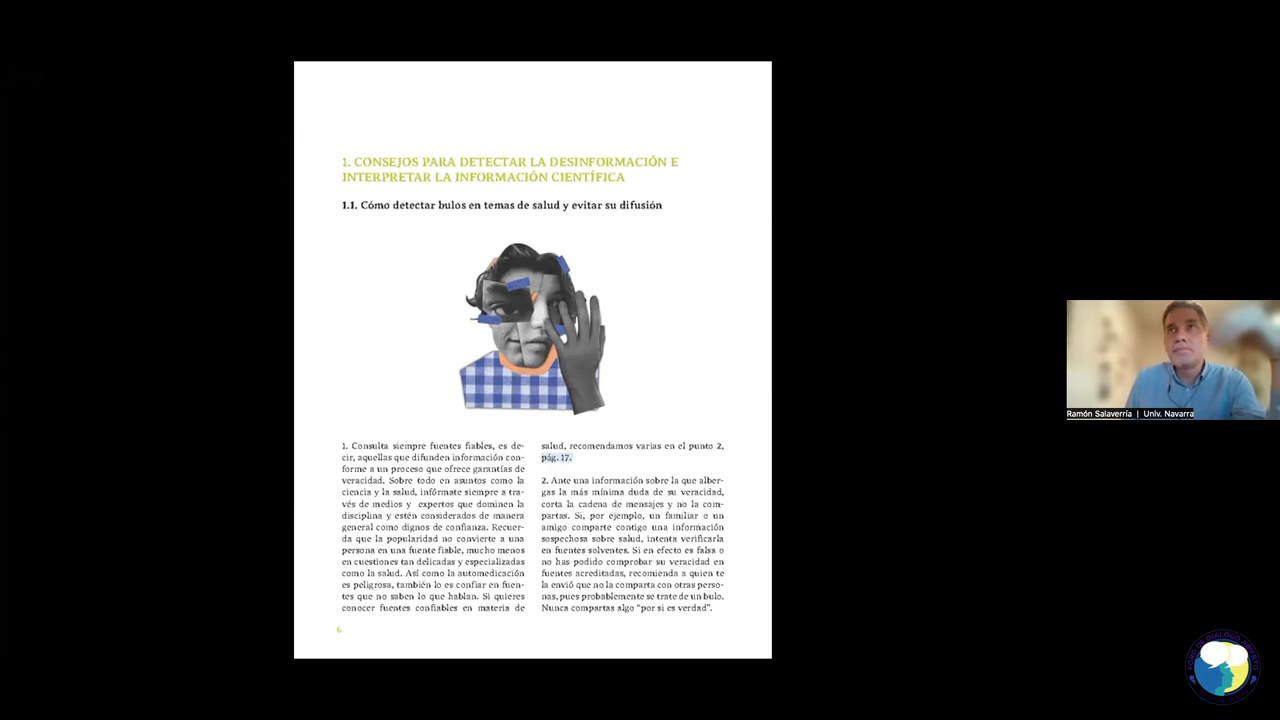 1. CONSEJOS PARA DETECTAR LA DESINFORMACIÓN E
INTERPRETAR LA INFORMACIÓN CIENTÍFICA
1.1. Cómo detectar bulos en temas de salud y evitar su difusión
1. Consulta siempre fuentes fiables, es de-
cir, aquellas que difunden información con-
forme a un proceso que ofrece garantías de
veracidad. Sobre todo en asuntos como la
ciencia y la salud, infórmate siempre a tra-
vés de medios y expertos que dominen la
disciplina y estén considerados de manera
general como dignos de confianza. Recuer-
da que la popularidad no convierte a una
persona en una fuente fiable, mucho menos
en cuestiones tan delicadas y especializadas
como la salud. Así como la automedicación
es peligrosa, también lo es confiar en fuen-
tes que no saben lo que hablan. Si quieres
conocer fuentes confiables en materia de
salud, recomendamos varias en el punto 2,
pág. 17.
2. Ante una información sobre la que alber-
gas la más mínima duda de su veracidad,
corta la cadena de mensajes y no la com-
partas. Si, por ejemplo, un familiar o un
amigo comparte contigo una información
sospechosa sobre salud, intenta verificarla
en fuentes solventes. Si en efecto es falsa o
no has podido comprobar su veracidad en
fuentes acreditadas, recomienda a quien te
la envió que no la comparta con otras perso-
nas, pues probablemente se trate de un bulo.
Nunca compartas algo “por si es verdad”.
6
Ramón Salaverría | Univ. Navarra
FORO DE DIÁLOGO ABIERTO